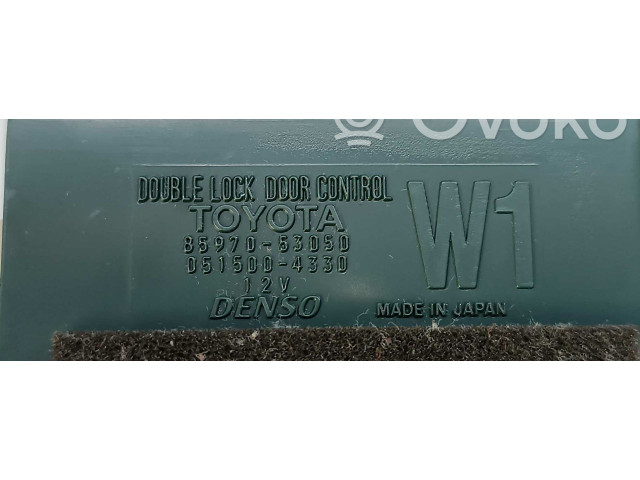 Ovoko
DOUBLE LOCK DOOR CONTROL
TOYOTA
85970-53050
051500-4330
12V
DENSO
W1
MADE IN JAPAN